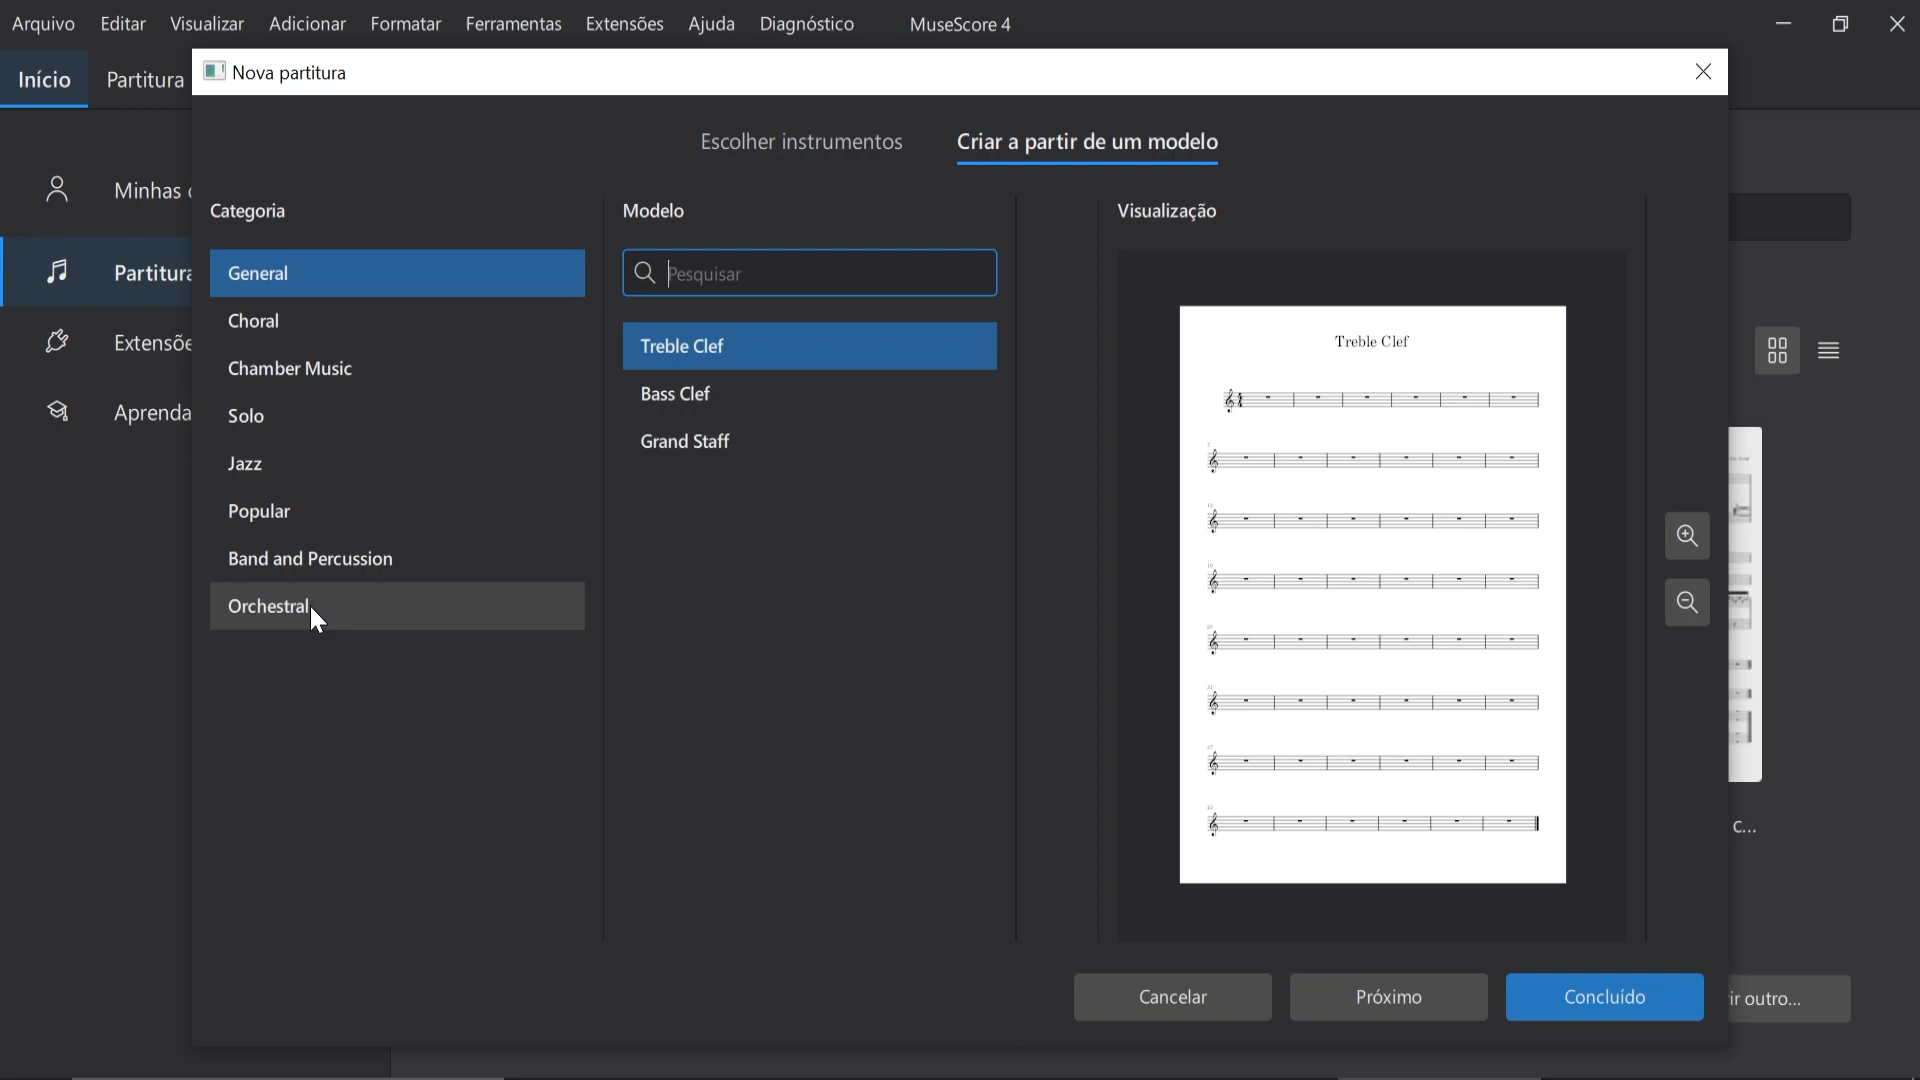 Arquivo Editar Visualizar Adicionar Formatar Ferramentas Extensões Ajuda Diagnóstico MuseScore 4
Início Partitura
Nova partitura
Escolher instrumentos Criar a partir de um modelo
Minhas
Partitura
Extensõe
Aprenda
Categoria
General
Choral
Chamber Music
Solo
Jazz
Popular
Band and Percussion
Orchestral
Modelo
Pesquisar
Treble Clef
Bass Clef
Grand Staff
Visualização
Treble Clef
c...
Cancelar Próximo Concluído ir outro...